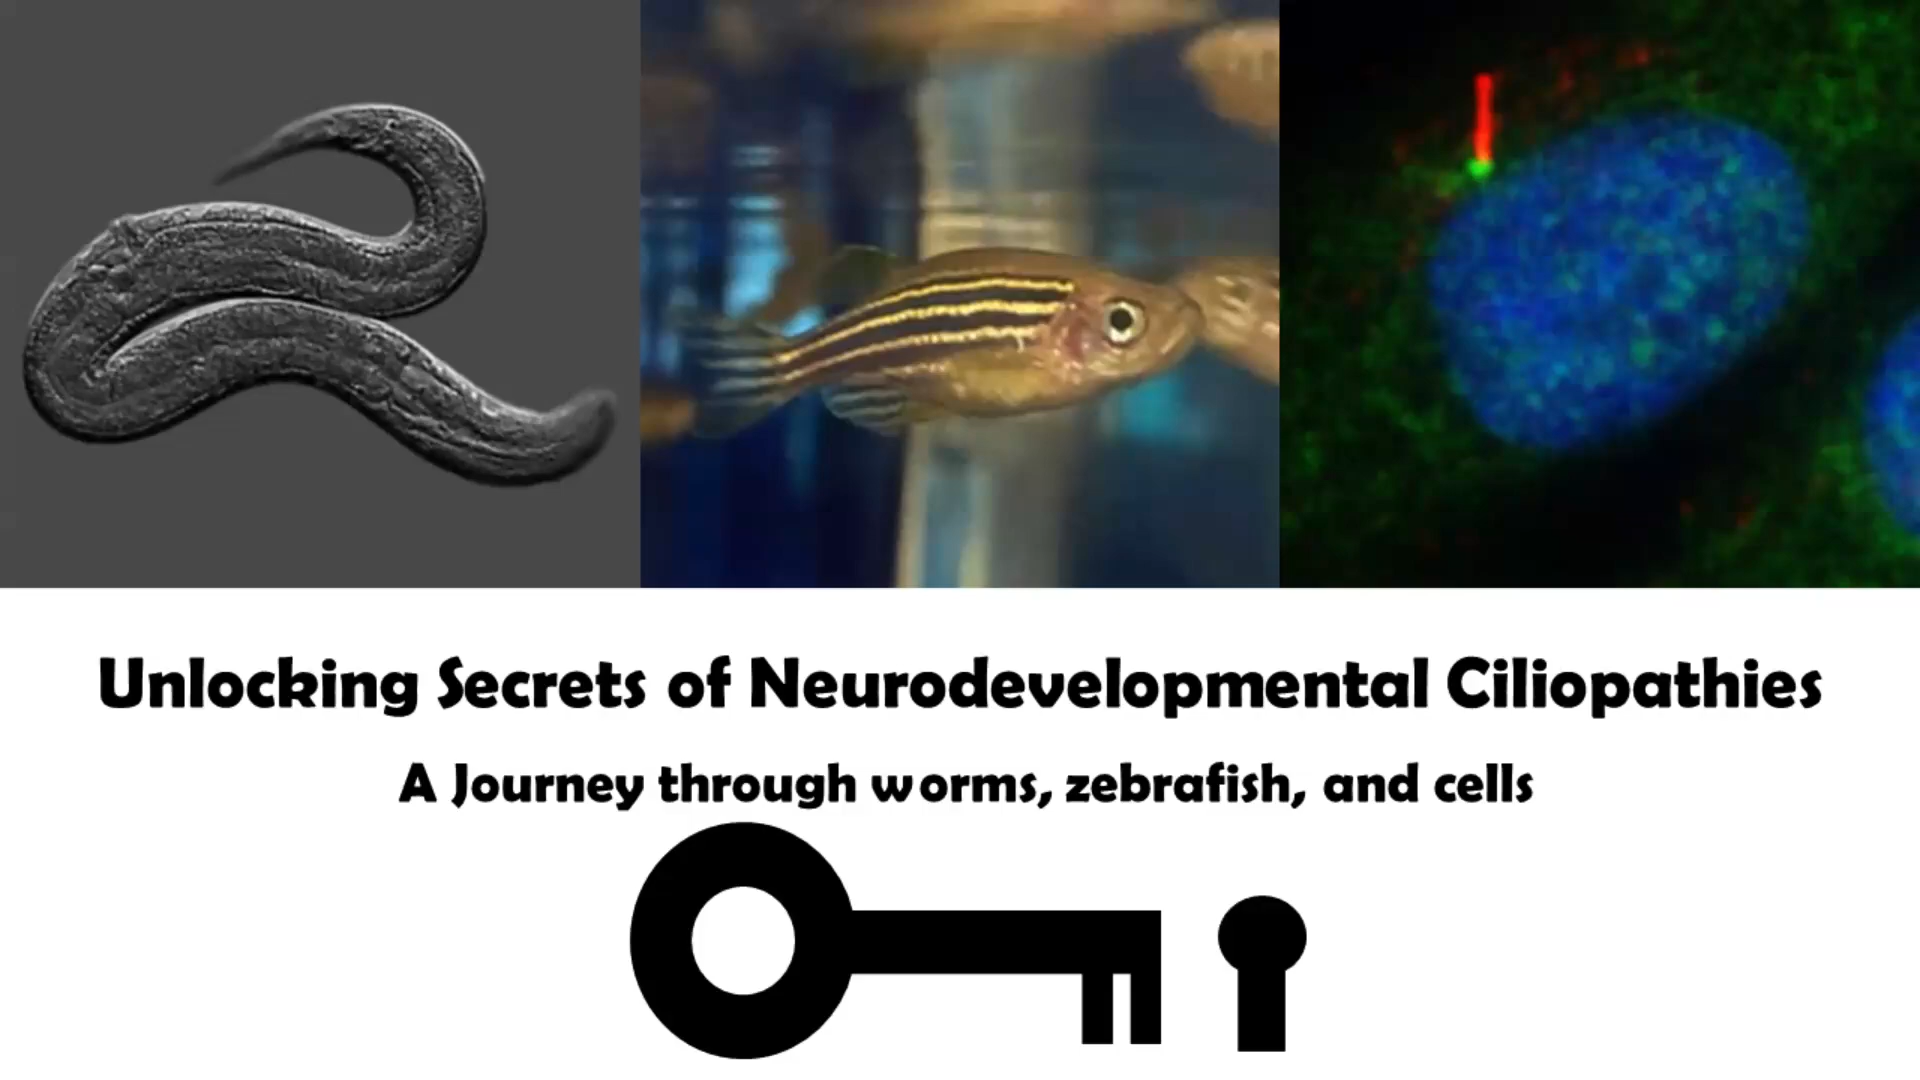 Unlocking Secrets of Neurodevelopmental Ciliopathies
A Journey through worms, zebrafish, and cells